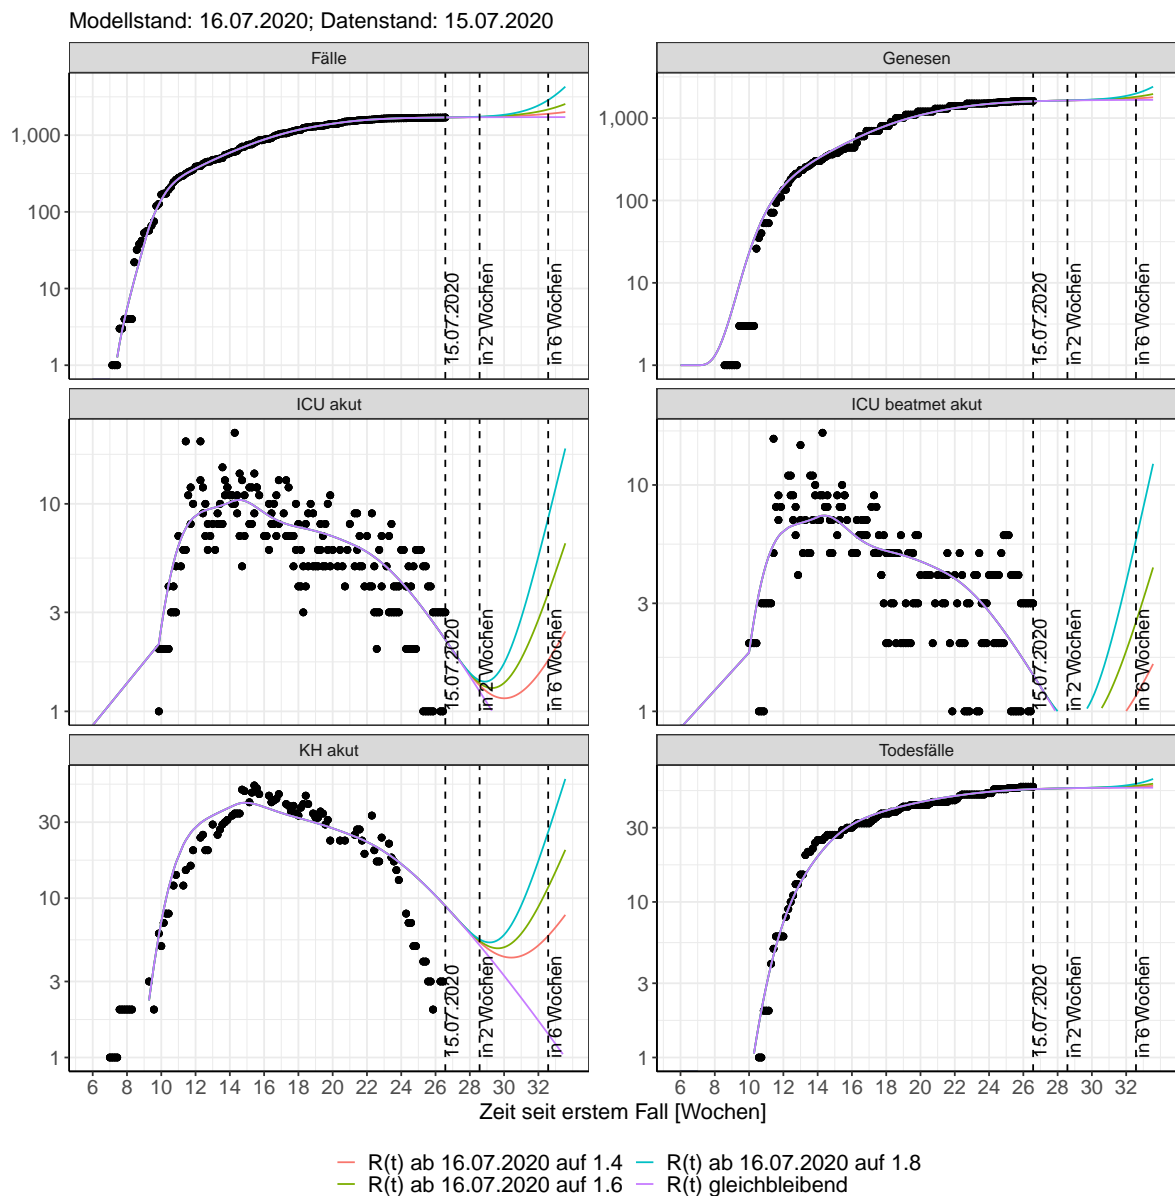 Modellstand: 16.07.2020; Datenstand: 15.07.2020
Fälle
Genesen
1,000
100
10
1
15.07.2020
in 2 Wochen
in 6 Wochen
1,000
100
10
1
15.07.2020
in 2 Wochen
in 6 Wochen
ICU akut
ICU beatmet akut
10
3
1
15.07.2020
in 2 Wochen
in 6 Wochen
10
3
1
15.07.2020
in 2 Wochen
in 6 Wochen
KH akut
Todesfälle
30
10
3
1
15.07.2020
in 2 Wochen
in 6 Wochen
30
10
3
1
15.07.2020
in 2 Wochen
in 6 Wochen
6 8 10 12 14 16 18 20 22 24 26 28 30 32
6 8 10 12 14 16 18 20 22 24 26 28 30 32
Zeit seit erstem Fall [Wochen]
R(t) ab 16.07.2020 auf 1.4
R(t) ab 16.07.2020 auf 1.8
R(t) ab 16.07.2020 auf 1.6
R(t) gleichbleibend